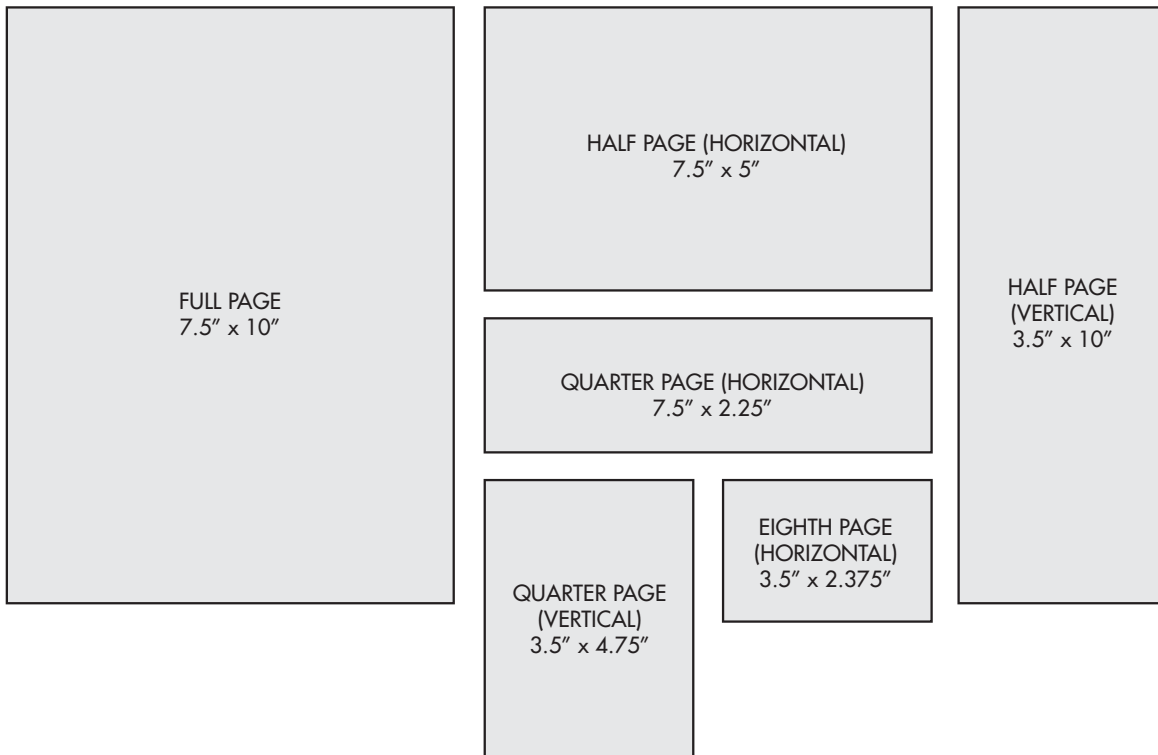 FULL PAGE
7.5” x 10”
HALF PAGE (HORIZONTAL)
7.5” x 5”
HALF PAGE
(VERTICAL)
3.5” x 10”
QUARTER PAGE (HORIZONTAL)
7.5” x 2.25”
QUARTER PAGE
(VERTICAL)
3.5” x 4.75”
EIGHTH PAGE
(HORIZONTAL)
3.5” x 2.375”